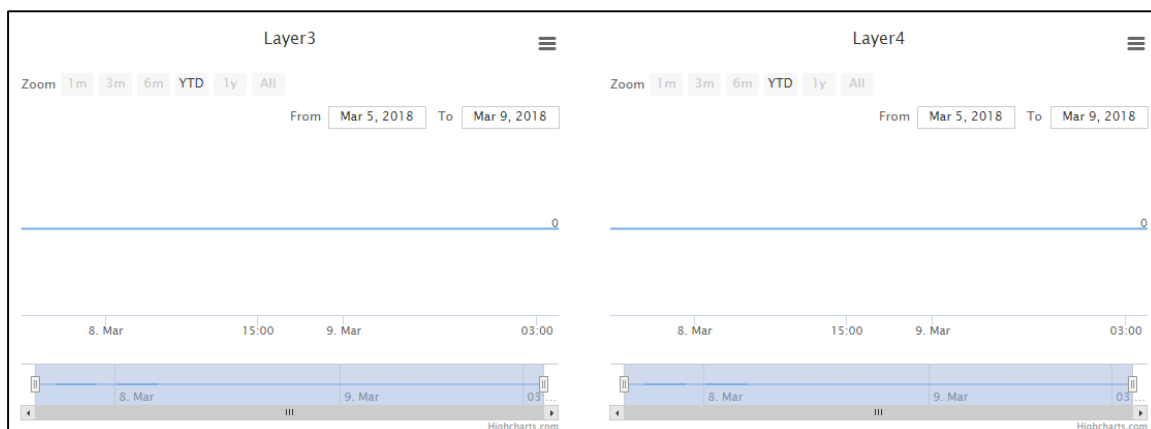 Layer3
Zoom 1m 3m 6m YTD 1y All
From Mar 5, 2018 To Mar 9, 2018
0
8. Mar 15:00 9. Mar 03:00
8. Mar 9. Mar 03 ...
Highcharts.com
Layer4
Zoom 1m 3m 6m YTD 1y All
From Mar 5, 2018 To Mar 9, 2018
0
8. Mar 15:00 9. Mar 03:00
8. Mar 9. Mar 03 ...
Highcharts.com